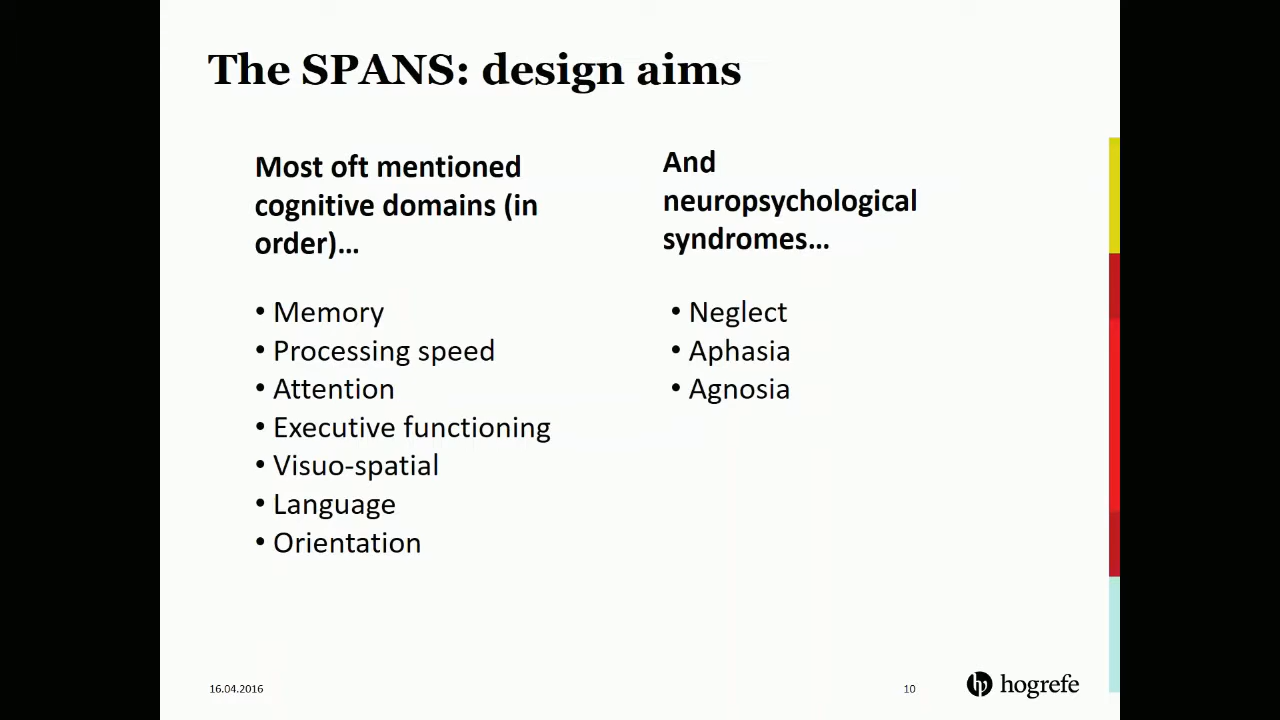 The SPANS: design aims
Most oft mentioned
cognitive domains (in
order)…
• Memory
• Processing speed
• Attention
• Executive functioning
• Visuo-spatial
• Language
• Orientation
And
neuropsychological
syndromes…
• Neglect
• Aphasia
• Agnosia
16.04.2016
10
hogrefe